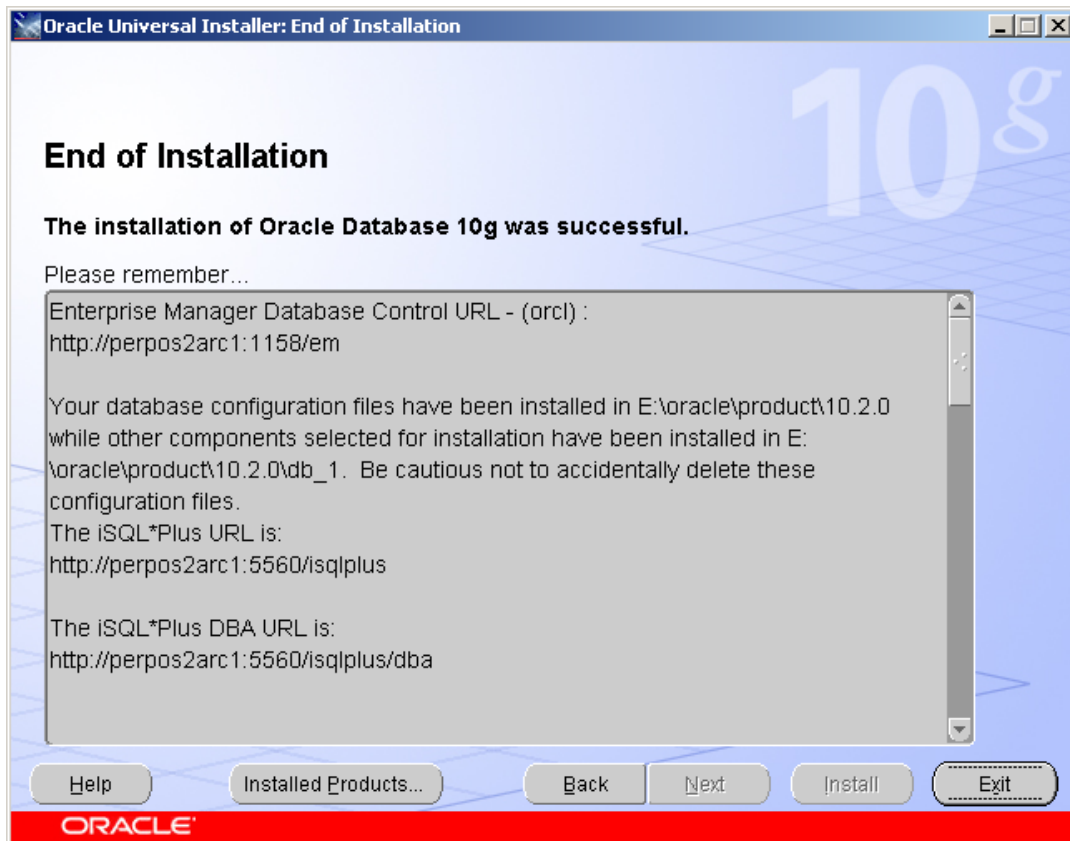 Oracle Universal Installer: End of Installation
10g
End of Installation
The installation of Oracle Database 10g was successful.
Please remember...
Enterprise Manager Database Control URL - (orcl) :
http://perpos2arc1:1158/em
Your database configuration files have been installed in E:\oracle\product\10.2.0
while other components selected for installation have been installed in E:
\oracle\product\10.2.0\db_1.  Be cautious not to accidentally delete these
configuration files.
The iSQL*Plus URL is:
http://perpos2arc1:5560/isqlplus
The iSQL*Plus DBA URL is:
http://perpos2arc1:5560/isqlplus/dba
Help Installed Products... Back Next Install Exit
ORACLE